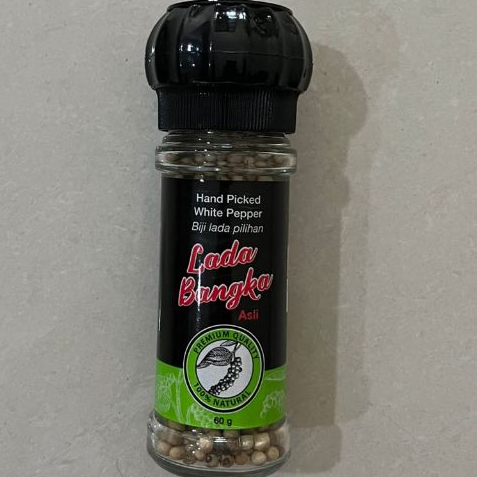 Hand Picked
White Pepper
Biji lada pilihan
Lada
Bangka
Asli
PREMIUM QUALITY
100% NATURAL
60 g